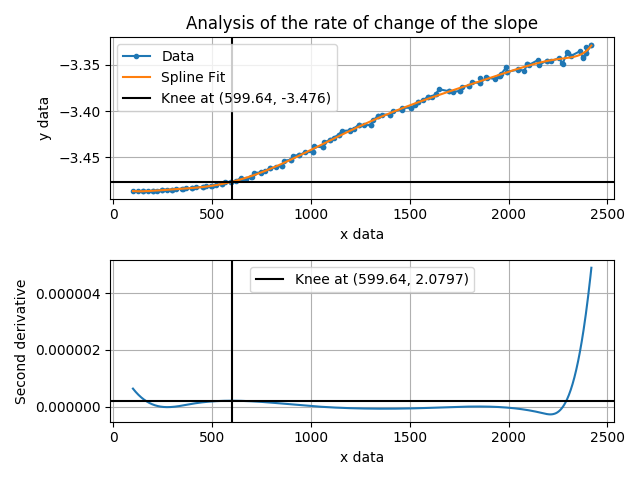 Analysis of the rate of change of the slope
Data
Spline Fit
Knee at (599.64, -3.476)
y data
−3.35
−3.40
−3.45
0 500 1000 1500 2000 2500
x data
Knee at (599.64, 2.0797)
Second derivative
0.000004
0.000002
0.000000
0 500 1000 1500 2000 2500
x data